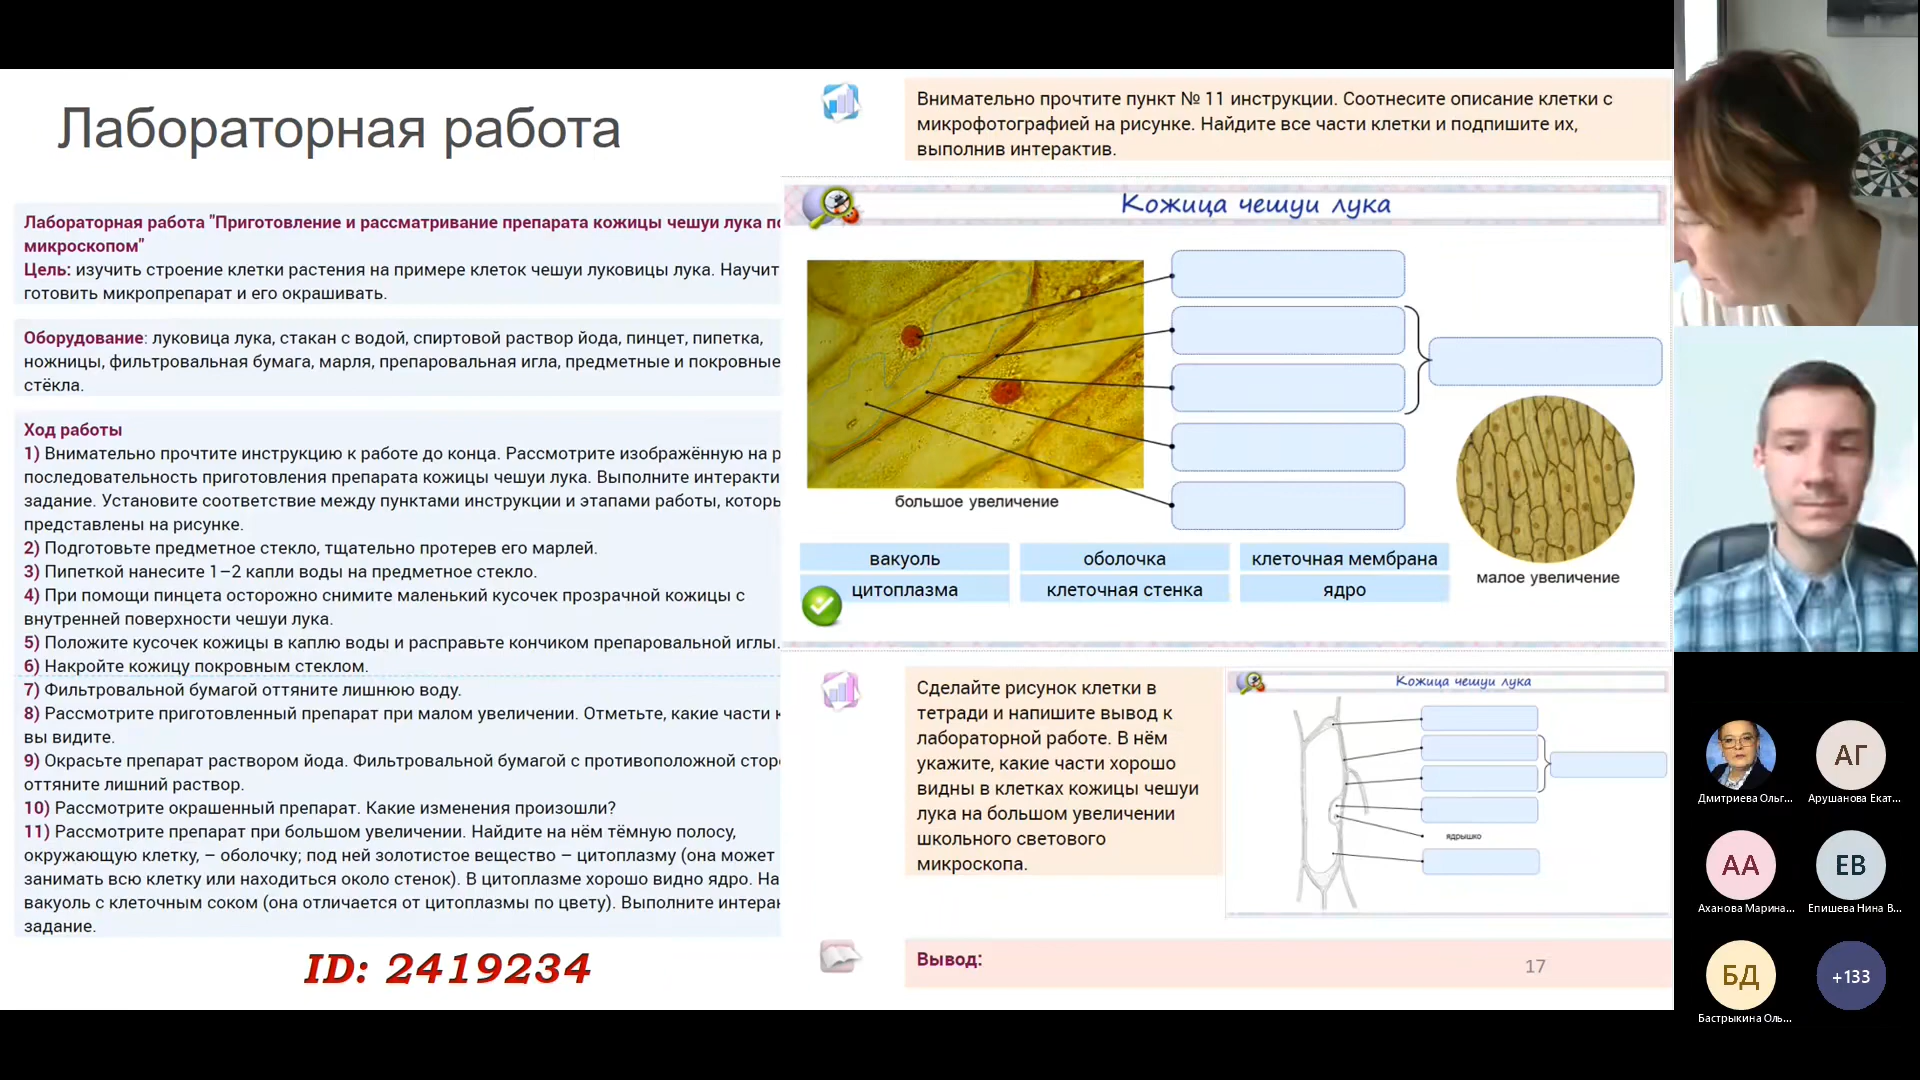 Лабораторная работа
Лабораторная работа "Приготовление и рассматривание препарата кожицы чешуи лука
микроскопом"
Цель: изучить строение клетки растения на примере клеток чешуи луковицы лука.
готовить микропрепарат и его окрашивать.
Оборудование: луковица лука, стакан с водой, спиртовой раствор йода, пинцет, пипетка,
ножницы, фильтровальная бумага, марля, препаровальная игла, предметные и покровные
стёкла.
Ход работы
1) Внимательно прочтите инструкцию к работе до конца. Рассмотрите изображённую на
последовательность приготовления препарата кожицы чешуи лука. Выполните
задание. Установите соответствие между пунктами инструкции и этапами работы,
представлены на рисунке.
2) Подготовьте предметное стекло, тщательно протерев его марлей.
3) Пипеткой нанесите 1–2 капли воды на предметное стекло.
4) При помощи пинцета осторожно снимите маленький кусочек прозрачной кожицы с
внутренней поверхности чешуи лука.
5) Положите кусочек кожицы в каплю воды и расправьте кончиком препаровальной иглы.
6) Накройте кожицу покровным стеклом.
7) Фильтровальной бумагой оттяните лишнюю воду.
8) Рассмотрите приготовленный препарат при малом увеличении. Отметьте, какие части
вы видите.
9) Окрасьте препарат раствором йода. Фильтровальной бумагой с противоположной
оттяните лишний раствор.
10) Рассмотрите окрашенный препарат. Какие изменения произошли?
11) Рассмотрите препарат при большом увеличении. Найдите на нём тёмную полосу,
окружающую клетку, – оболочку; под ней золотистое вещество – цитоплазму (она может
занимать всю клетку или находиться около стенок). В цитоплазме хорошо видно ядро.
вакуоль с клеточным соком (она отличается от цитоплазмы по цвету). Выполните
задание.
ID: 2419234
Внимательно прочтите пункт № 11 инструкции. Соотнесите описание клетки с
микрофотографией на рисунке. Найдите все части клетки и подпишите их,
выполнив интерактив.
Кожица чешуи лука
большое увеличение
малое увеличение
вакуоль
оболочка
клеточная мембрана
цитоплазма
клеточная стенка
ядро
Сделайте рисунок клетки в
тетради и напишите вывод к
лабораторной работе. В нём
укажите, какие части хорошо
видны в клетках кожицы чешуи
лука на большом увеличении
школьного светового
микроскопа.
Кожица чешуи лука
ядрышко
Вывод:
17
Дмитриева Ольг...
АГ
Арушанова Екат...
АА
Аханова Марина...
ЕВ
Епишева Нина В...
БД
Бастрыкина Оль...
+133